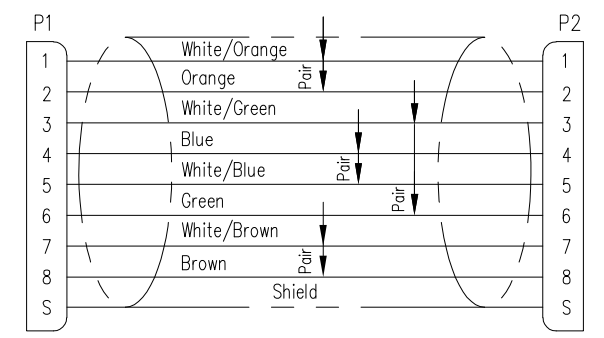 P1 P2
White/Orange
1 1
Orange Pair
2 2
White/Green
3 3
Blue
4 4
White/Blue Pair
5 5
Green Pair
6 6
White/Brown
7 7
Brown Pair
8 8
Shield
S S